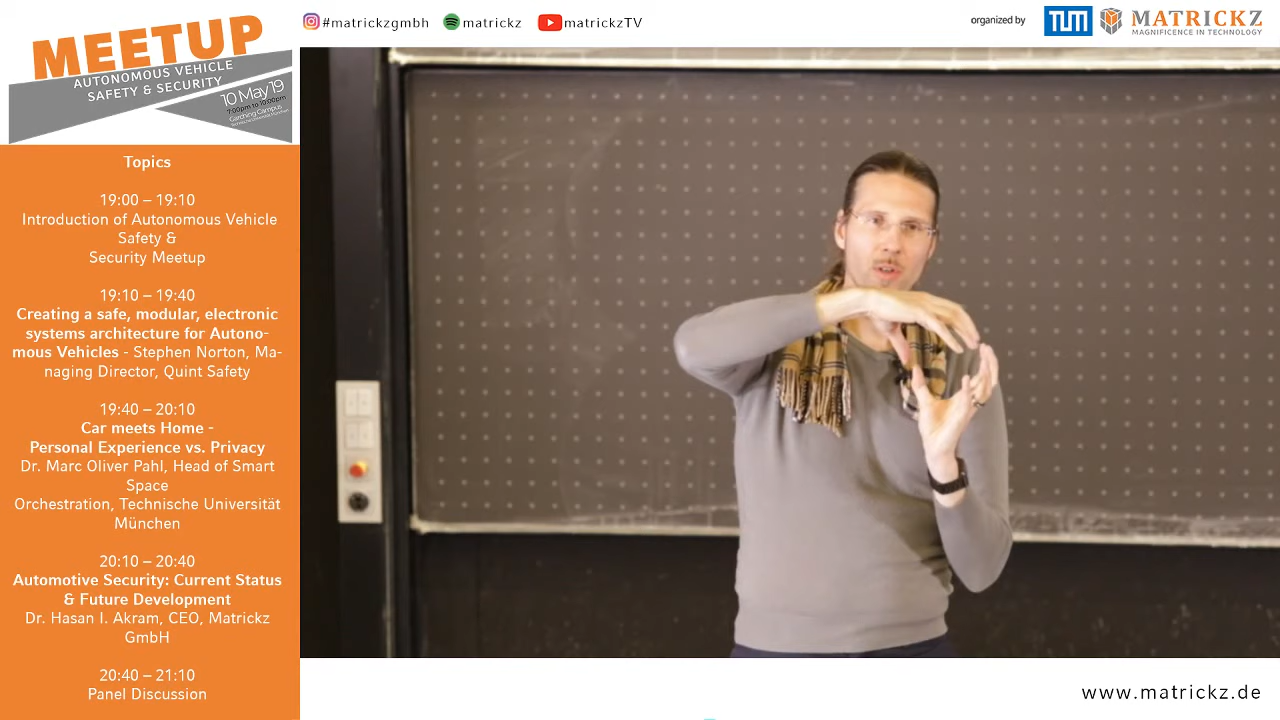 MEETUP
AUTONOMOUS VEHICLE
SAFETY & SECURITY
10 May 19
7:00pm to 10:00pm
Garching Campus
#matrickzgmbh
matrickz
matrickzTV
organized by
TUM
MATRICKZ
MAGNIFICENCE IN TECHNOLOGY
Topics
19:00 – 19:10
Introduction of Autonomous Vehicle
Safety &
Security Meetup
19:10 – 19:40
Creating a safe, modular, electronic
systems architecture for Autono-
mous Vehicles - Stephen Norton, Ma-
naging Director, Quint Safety
19:40 – 20:10
Car meets Home -
Personal Experience vs. Privacy
Dr. Marc Oliver Pahl, Head of Smart
Space
Orchestration, Technische Universität
München
20:10 – 20:40
Automotive Security: Current Status
& Future Development
Dr. Hasan I. Akram, CEO, Matrickz
GmbH
20:40 – 21:10
Panel Discussion
www.matrickz.de